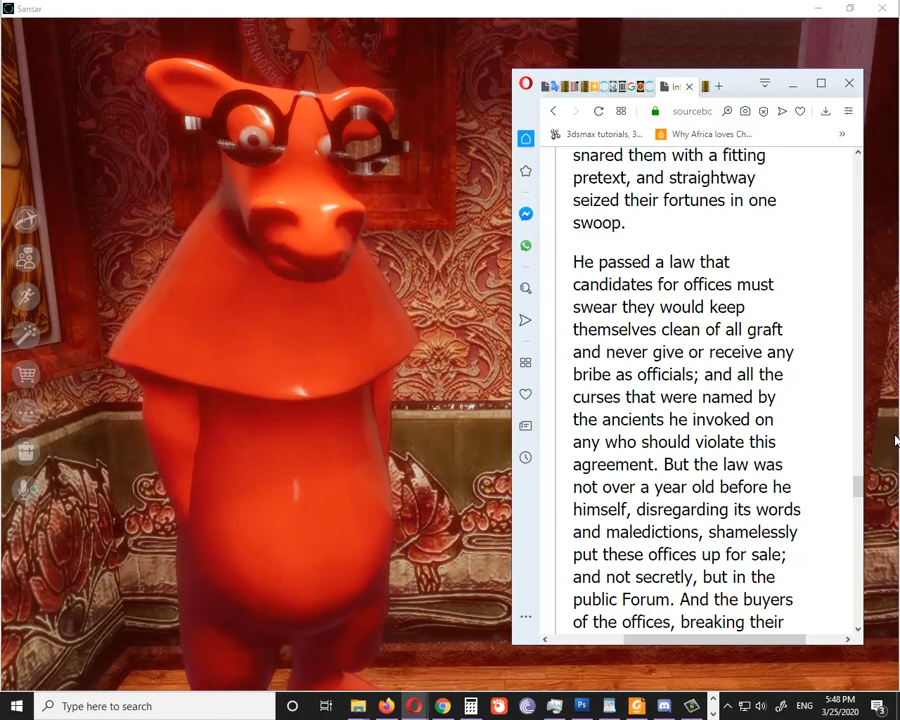 Sansar
SAVONNERIE
In
sourcebc
3dsmax tutorials, 3...
Why Africa loves Ch...
»
snared them with a fitting
pretext, and straightway
seized their fortunes in one
swoop.
He passed a law that
candidates for offices must
swear they would keep
themselves clean of all graft
and never give or receive any
bribe as officials; and all the
curses that were named by
the ancients he invoked on
any who should violate this
agreement. But the law was
not over a year old before he
himself, disregarding its words
and maledictions, shamelessly
put these offices up for sale;
and not secretly, but in the
public Forum. And the buyers
of the offices, breaking their
Type here to search
ENG
5:48 PM
3/25/2020
3